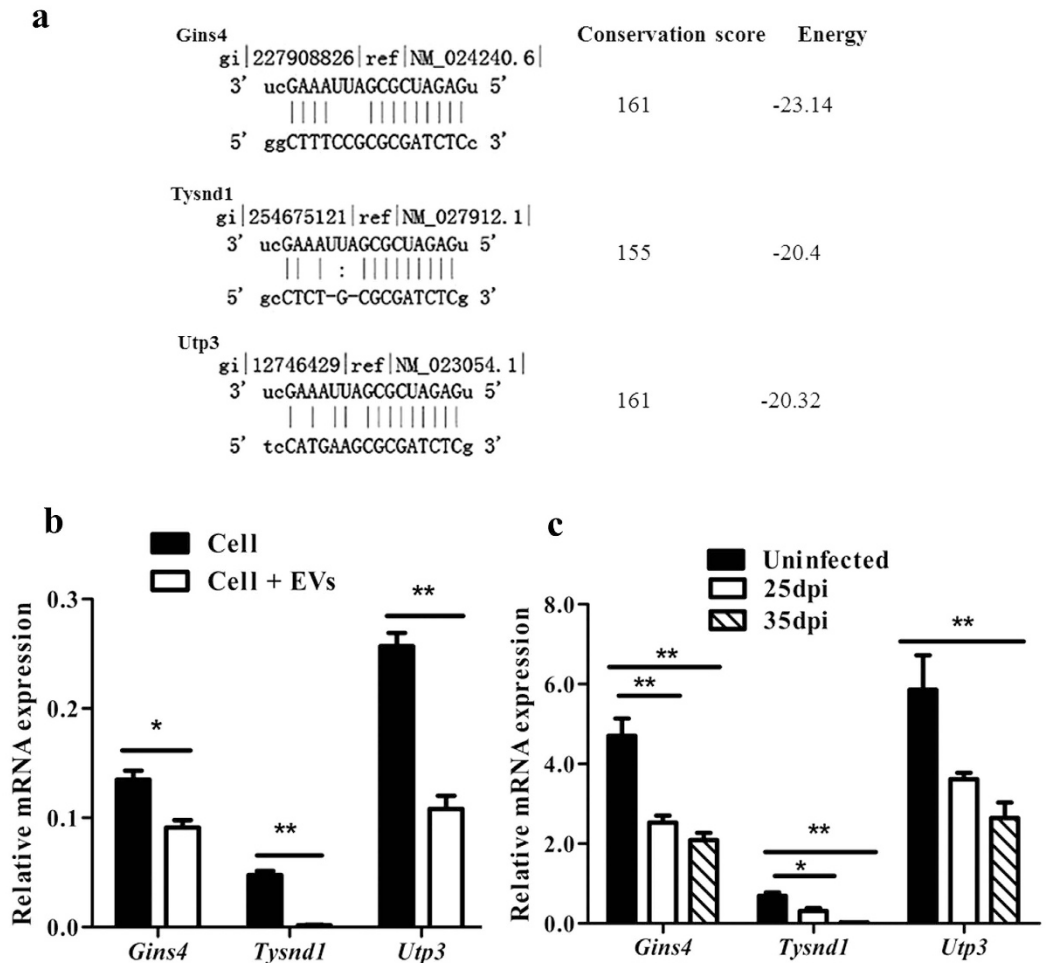 a
Conservation score Energy
Gins4
gi|227908826|ref|NM_024240.6|
3' ucGAAAUUAGCGCUAGAGu 5'
|||| |||||||||
5' ggCTTTCCGCGCGATCTCc 3'
161 -23.14
Tysnd1
gi|254675121|ref|NM_027912.1|
3' ucGAAAUUAGCGCUAGAGu 5'
|| | : |||||||||
5' gcCTCT-G-CGCGATCTCg 3'
155 -20.4
Utp3
gi|12746429|ref|NM_023054.1|
3' ucGAAAUUAGCGCUAGAGu 5'
| | || |||||||||
5' tcCATGAAGCGCGATCTCg 3'
161 -20.32
b
Cell
Cell + EVs
Relative mRNA expression
0.3
0.2
0.1
0.0
*
**
**
Gins4 Tysnd1 Utp3
c
Uninfected
25dpi
35dpi
Relative mRNA expression
8.0
6.0
4.0
2.0
0.0
**
**
**
*
**
Gins4 Tysnd1 Utp3